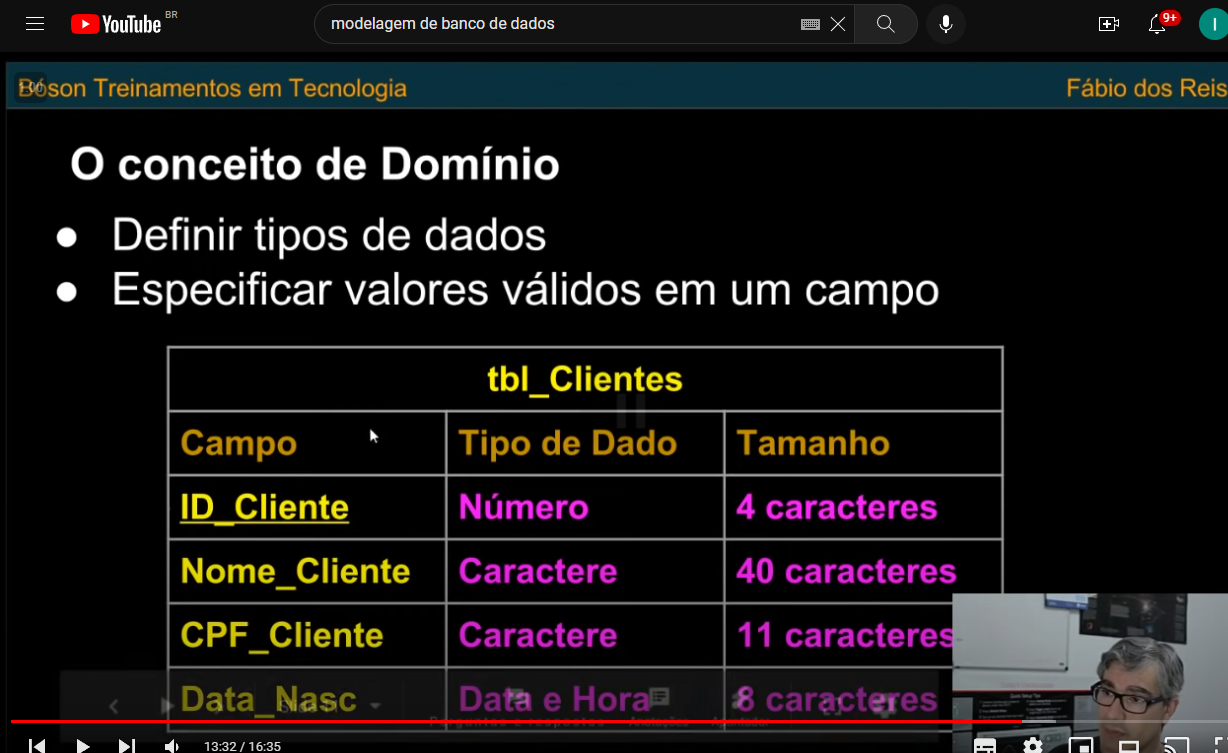 YouTube BR
modelagem de banco de dados
9+
I
Bóson Treinamentos em Tecnologia
Fábio dos Reis
O conceito de Domínio
● Definir tipos de dados
● Especificar valores válidos em um campo
tbl_Clientes
Campo Tipo de Dado Tamanho
ID_Cliente Número 4 caracteres
Nome_Cliente Caractere 40 caracteres
CPF_Cliente Caractere 11 caracteres
Data_Nasc Data e Hora 8 caracteres
13:32 / 16:35